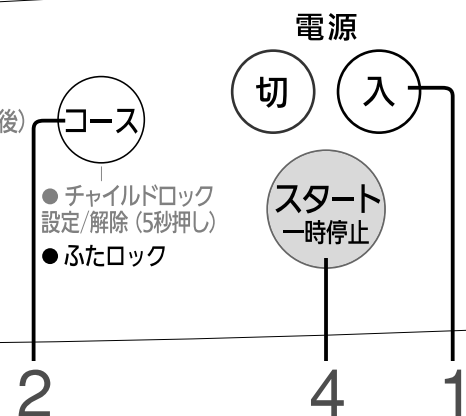 電源
切
入
後）
コース
● チャイルドロック
設定/解除（5秒押し）
● ふたロック
スタート
一時停止
2
4
1